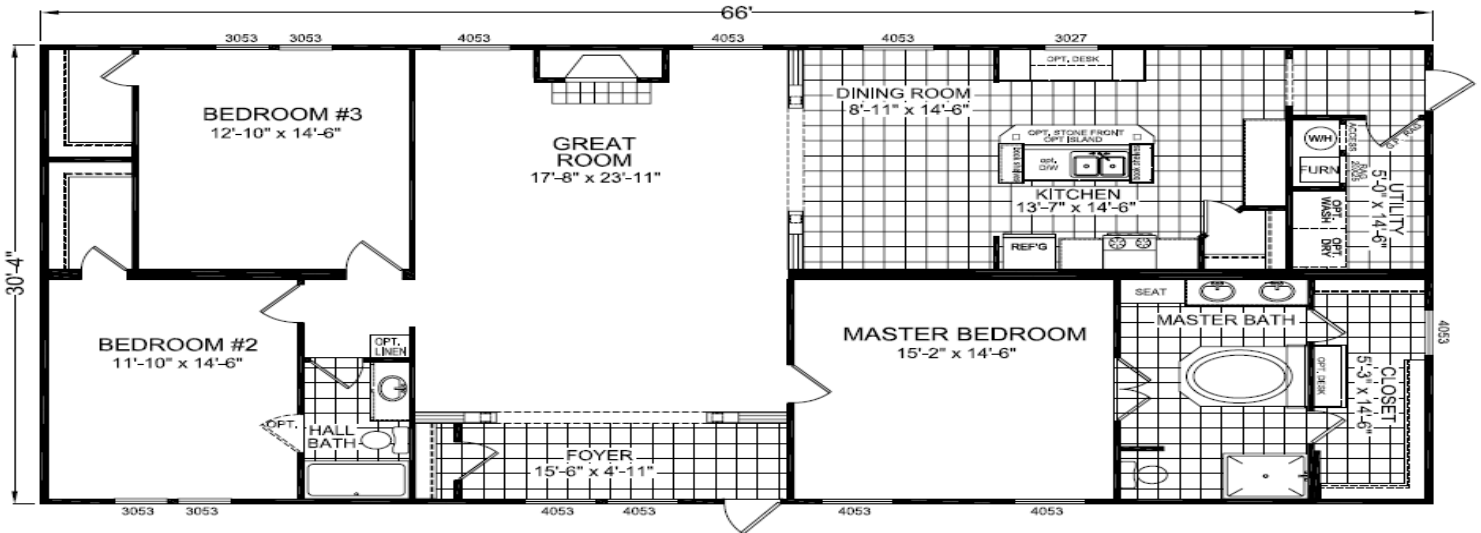 66'
3053 3053 4053 4053 4053 3027
30'-4"
BEDROOM #3
12'-10" x 14'-6"
GREAT
ROOM
17'-8" x 23'-11"
DINING ROOM
8'-11" x 14'-6"
OPT. DESK
OPT. STONE FRONT
OPT ISLAND
opt.
D/W
KITCHEN
13'-7" x 14'-6"
REF'G
W/H
FURN
ACCESS
OPT.
WASH
OPT.
DRY
UTILITY
5'-0" x 14'-6"
BEDROOM #2
11'-10" x 14'-6"
OPT.
LINEN
OPT.
HALL
BATH
FOYER
15'-6" x 4'-11"
MASTER BEDROOM
15'-2" x 14'-6"
SEAT
MASTER BATH
OPT. DESK
CLOSET
5'-3" x 14'-6"
4053
3053 3053 4053 4053 4053 4053